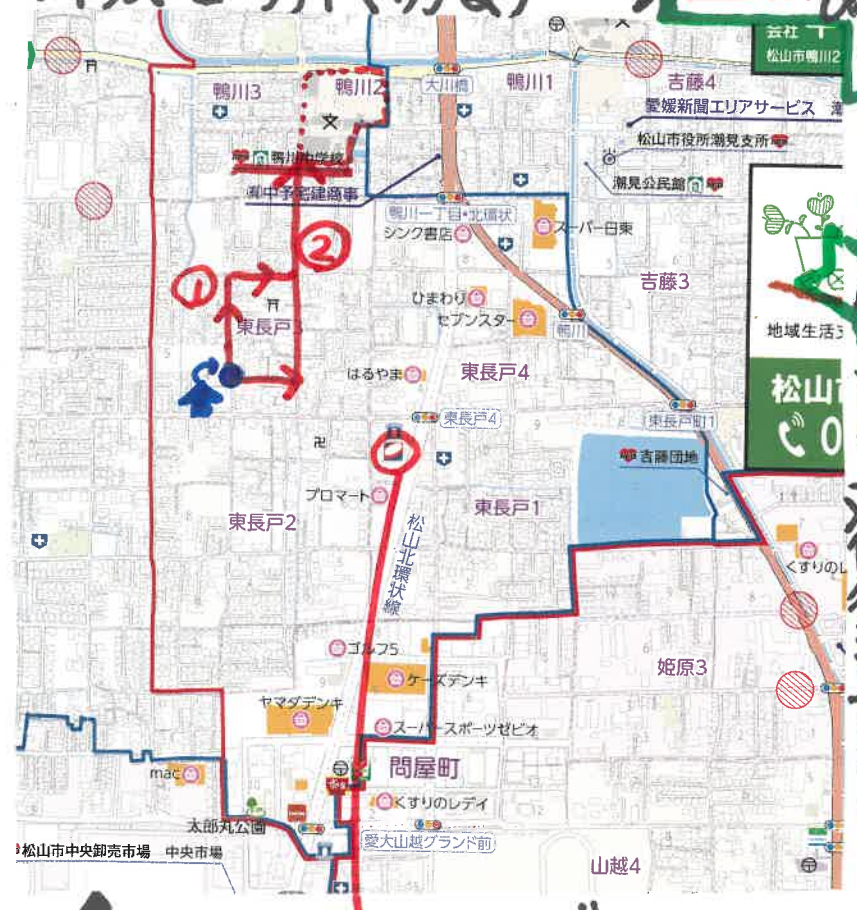 会社
松山市鴨川2
鴨川3
鴨川2
大川橋
鴨川1
吉藤4
愛媛新聞エリアサービス
松山市役所潮見支所
鴨川中学校
潮見公民館
㈲中予宅建商事
鴨川一丁目・北環状
シンク書店
スーパー日東
②
吉藤3
①
ひまわり
セブンスター
東長戸3
鴨川
地域生活支
はるやま
東長戸4
松山市
東長戸4
東長戸町1
0
吉藤団地
プロマート
東長戸2
東長戸1
松山北環状線
くすりのレ
ゴルフ5
姫原3
ケーズデンキ
ヤマダデンキ
スーパースポーツゼビオ
mac
問屋町
くすりのレデイ
太郎丸公園
愛大山越グランド前
松山市中央卸売市場
中央市場
山越4